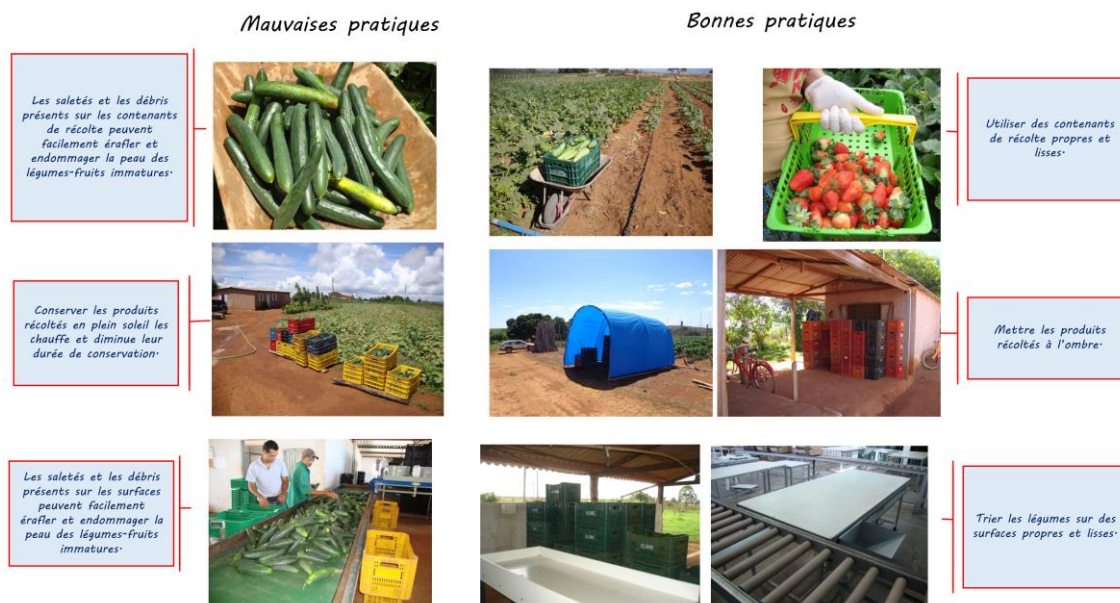 Mauvaises pratiques
Bonnes pratiques
Les saletés et les débris
présents sur les contenants
de récolte peuvent
facilement érafler et
endommager la peau des
légumes-fruits immatures.
Utiliser des contenants
de récolte propres et
lisses.
Conserver les produits
récoltés en plein soleil les
chauffe et diminue leur
durée de conservation.
Mettre les produits
récoltés à l'ombre.
Les saletés et les débris
présents sur les surfaces
peuvent facilement
érafler et endommager la
peau des légumes-fruits
immatures.
Trier les légumes sur des
surfaces propres et lisses.